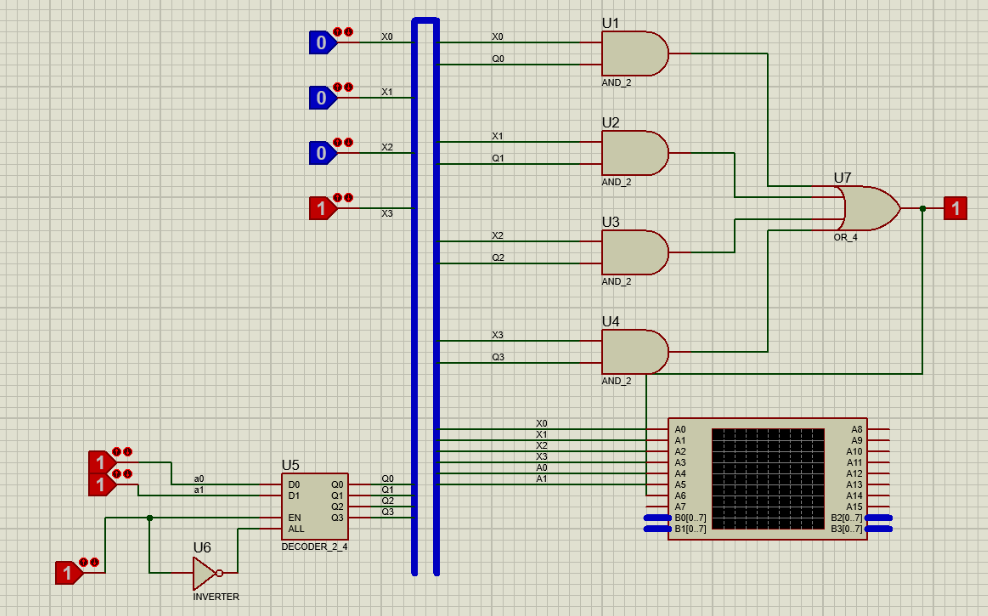 U1
0 X0 X0
Q0
AND_2
0 X1
U2
X1
0 X2
Q1
AND_2
U7
1 X3
1
U3
X2
OR_4
Q2
AND_2
U4
X3
Q3
AND_2
X0 A0 A8
X1 A1 A9
X2 A2 A10
X3 A3 A11
A0 A4 A12
A1 A5 A13
A6 A14
A7 A15
B0[0..7] B2[0..7]
B1[0..7] B3[0..7]
1
1
U5
a0 D0 Q0 Q0
a1 D1 Q1 Q1
Q2 Q2
EN Q3 Q3
ALL
DECODER_2_4
U6
1
INVERTER